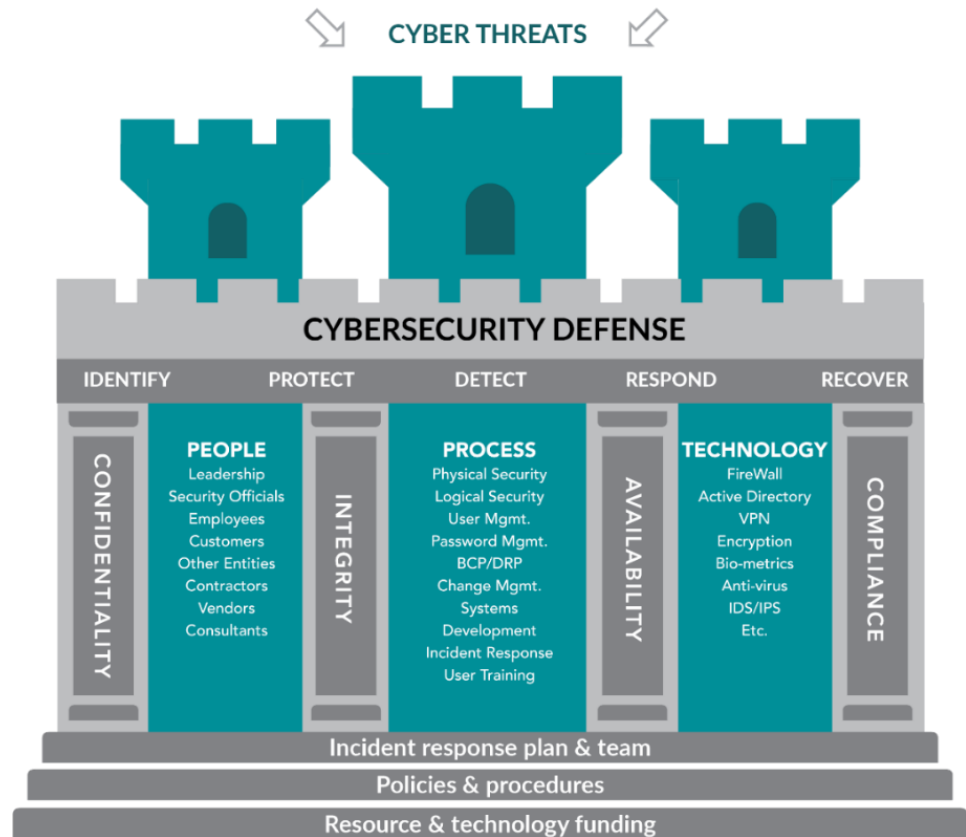 CYBER THREATS
CYBERSECURITY DEFENSE
IDENTIFY PROTECT DETECT RESPOND RECOVER
CONFIDENTIALITY
PEOPLE
Leadership
Security Officials
Employees
Customers
Other Entities
Contractors
Vendors
Consultants
INTEGRITY
PROCESS
Physical Security
Logical Security
User Mgmt.
Password Mgmt.
BCP/DRP
Change Mgmt.
Systems
Development
Incident Response
User Training
AVAILABILITY
TECHNOLOGY
FireWall
Active Directory
VPN
Encryption
Bio-metrics
Anti-virus
IDS/IPS
Etc.
COMPLIANCE
Incident response plan & team
Policies & procedures
Resource & technology funding